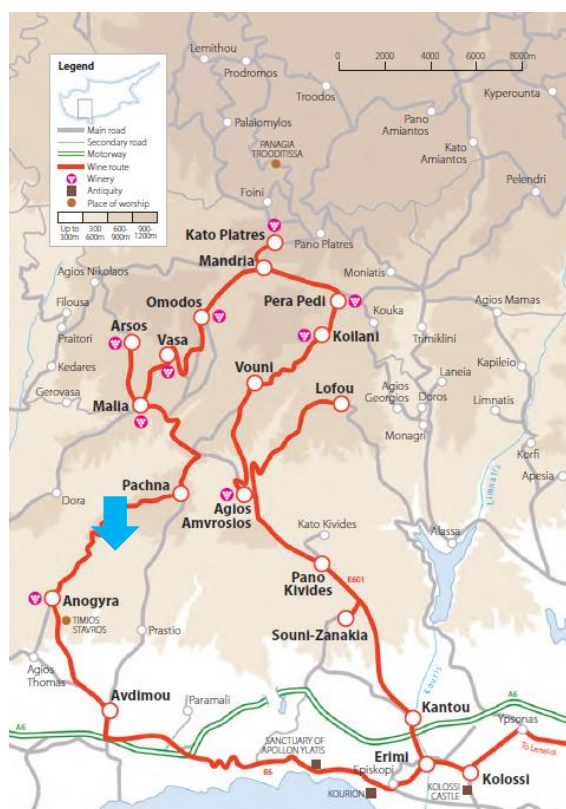 Lemithou
Prodromos
0 2000 4000 6000 8000m
Kyperounta
Troodos
Legend
Main road
Secondary road
Motorway
Wine route
Winery
Antiquity
Place of worship
Up to
300m
300
600m
600-
900m
900-
1200m
Palaiomylos
Pano
Amiantos
PANAGIA
TROODITISSA
Kato
Amiantos
Pelendri
Foini
Kato Platres
Pano Platres
Mandria
Moniatis
Agios Nikolaos
Omodos
Pera Pedi
Filousa
Arsos
Kouka
Agios Mamas
Praitori
Vasa
Koilani
Trimiklini
Kedares
Vouni
Lofou
Laneia
Kapileio
Gerovasa
Malia
Agios
Georgios
Doros
Limnatis
Monagri
Korfi
Limnatis
Apesia
Pachna
Dora
Agios
Amvrosios
Kato Kivides
Alassa
Pano
Kivides
E601
Anogyra
TIMIOS
STAVROS
Prastio
Souni-Zanakia
Agios
Thomas
Kouris
Avdimou
Paramali
Kantou
A6
A6
SANCTUARY OF
APOLLON YLATIS
Ypsonas
To Lemesos
Erimi
B6
Episkopi
Kolossi
KOURION
KOLOSSI
CASTLE